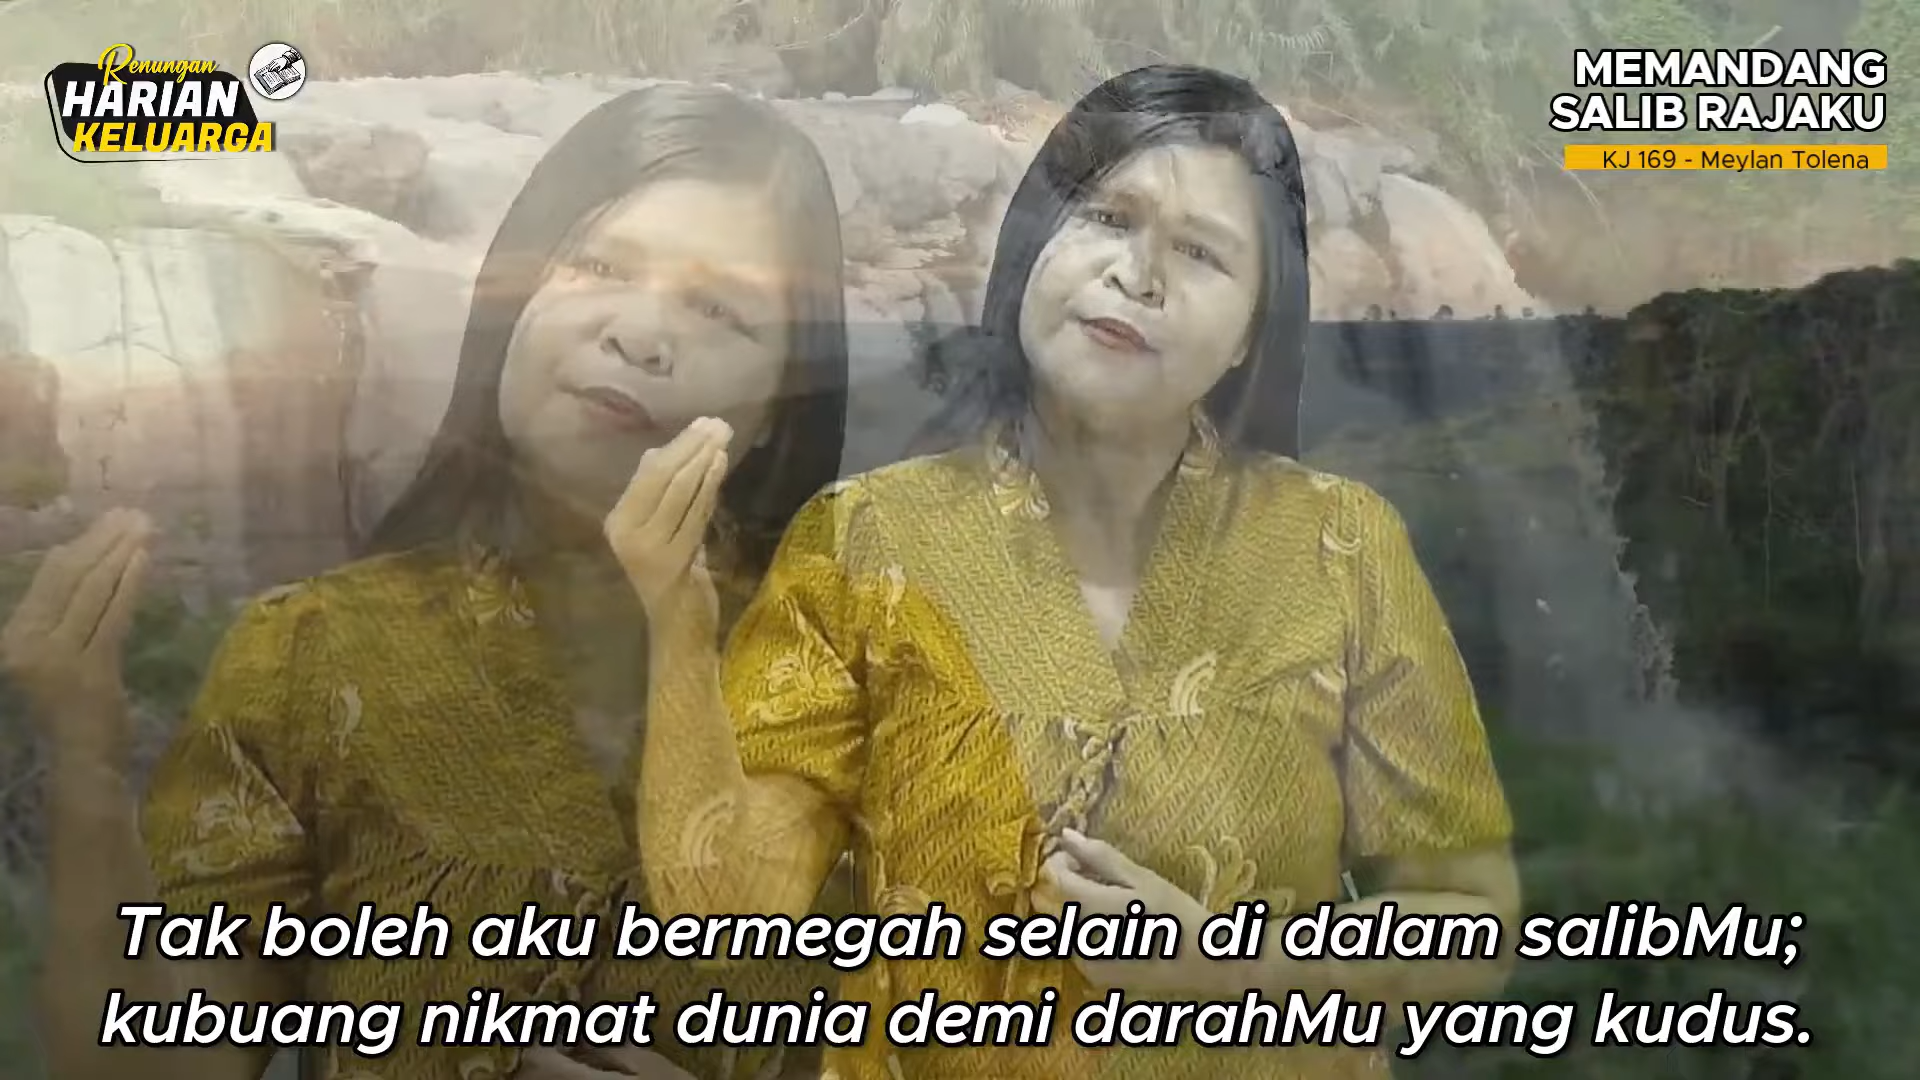 Renungan
HARIAN
KELUARGA
MEMANDANG
SALIB RAJAKU
KJ 169 - Meylan Tolena
Tak boleh aku bermegah selain di dalam salibMu;
kubuang nikmat dunia demi darahMu yang kudus.